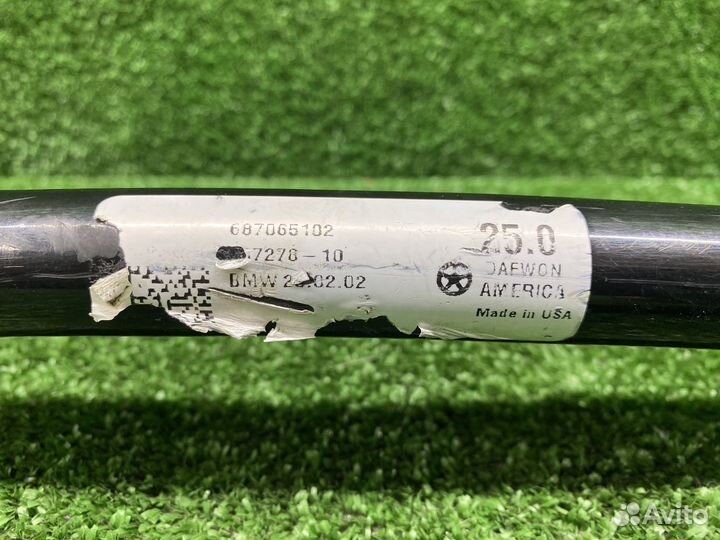 687065102
7278-10
BMW 02.02
25.0
DAEWON
AMERICA
Made in USA
Avito